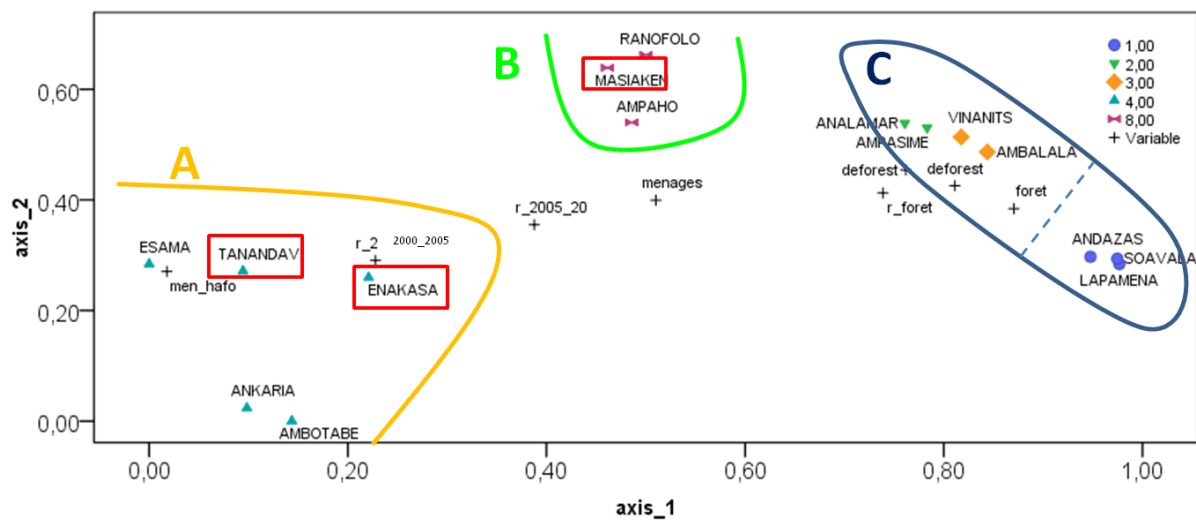 axis_2
0,60
0,40
0,20
0,00
0,00
0,20
0,40
0,60
0,80
1,00
axis_1
A
ESAMA
TANANDAV
men_hafo
r_2
2000_2005
ENAKASA
ANKARIA
AMBOTABE
B
RANOFOLO
MASIAKEN
AMPAHO
r_2005_20
menages
C
ANALAMAR
AMPASIME
VINANITS
AMBALALA
deforest
deforest
r_foret
foret
ANDAZAS
SOAVALA
LAPAMENA
1,00
2,00
3,00
4,00
8,00
Variable